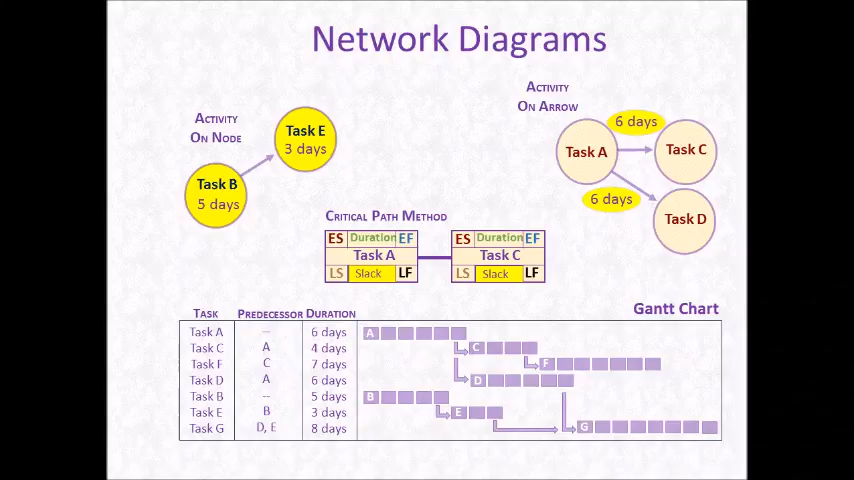 Network Diagrams
ACTIVITY
ON NODE
Task E
3 days
Task B
5 days
ACTIVITY
ON ARROW
6 days
Task A
Task C
6 days
Task D
CRITICAL PATH METHOD
ES Duration EF
Task A
LS Slack LF
ES Duration EF
Task C
LS Slack LF
Gantt Chart
TASK PREDECESSOR DURATION
Task A -- 6 days A
Task C A 4 days C
Task F C 7 days F
Task D A 6 days D
Task B -- 5 days B
Task E B 3 days E
Task G D, E 8 days G